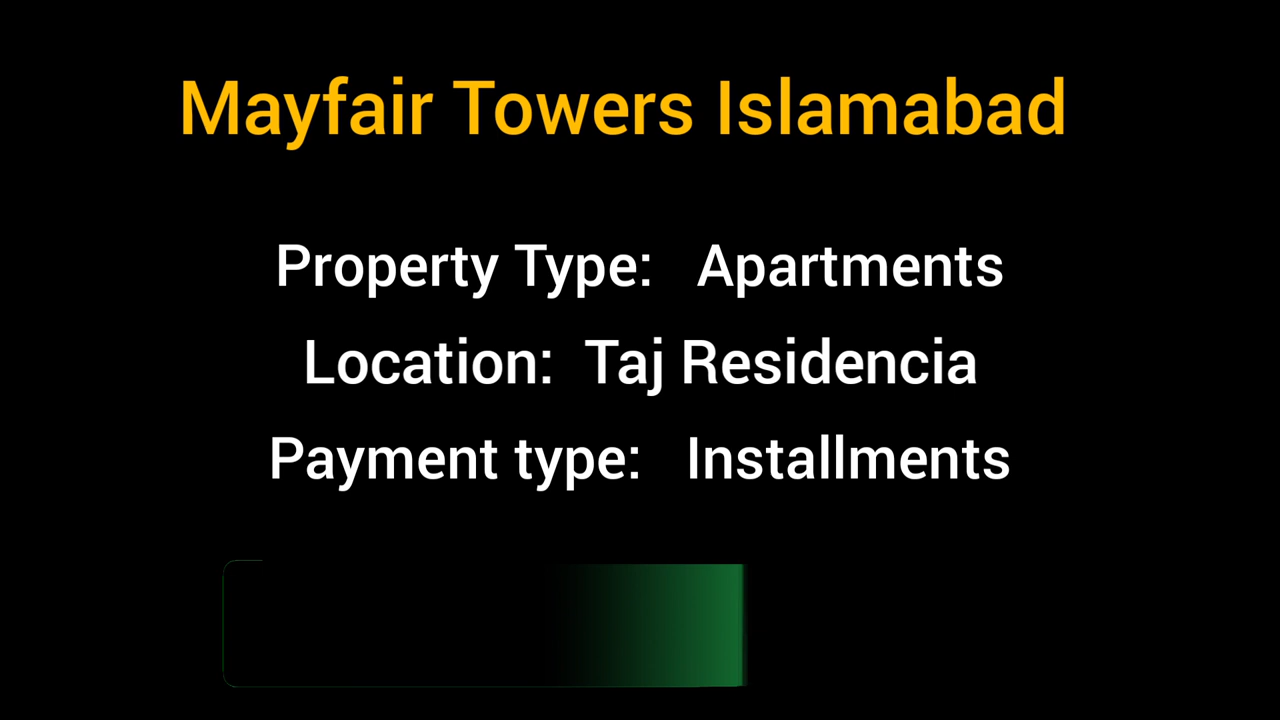 Mayfair Towers Islamabad
Property Type: Apartments
Location: Taj Residencia
Payment type: Installments